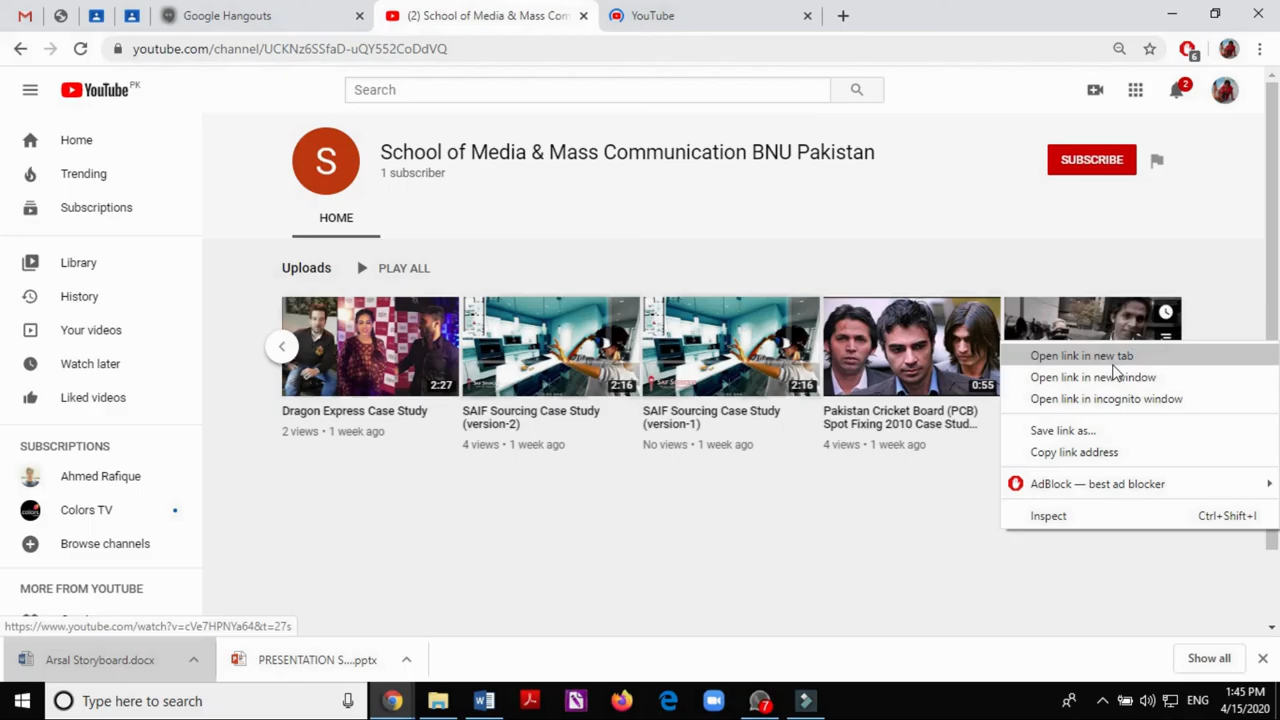 Google Hangouts
(2) School of Media & Mass Com
YouTube
youtube.com/channel/UCKNz6SSfaD-uQY552CoDdVQ
6
YouTube PK
Search
2
Home
Trending
Subscriptions
Library
History
Your videos
Watch later
Liked videos
SUBSCRIPTIONS
Ahmed Rafique
Colors TV
Browse channels
MORE FROM YOUTUBE
S
School of Media & Mass Communication BNU Pakistan
1 subscriber
SUBSCRIBE
HOME
Uploads
PLAY ALL
2:27
Dragon Express Case Study
2 views • 1 week ago
2:16
SAIF Sourcing Case Study
(version-2)
4 views • 1 week ago
2:16
SAIF Sourcing Case Study
(version-1)
No views • 1 week ago
0:55
Pakistan Cricket Board (PCB)
Spot Fixing 2010 Case Stud...
4 views • 1 week ago
Open link in new tab
Open link in new window
Open link in incognito window
Save link as...
Copy link address
AdBlock — best ad blocker
Inspect Ctrl+Shift+I
https://www.youtube.com/watch?v=cVe7HPNYa64&t=27s
Arsal Storyboard.docx
PRESENTATION S....pptx
Show all
Type here to search
7
ENG
1:45 PM
4/15/2020